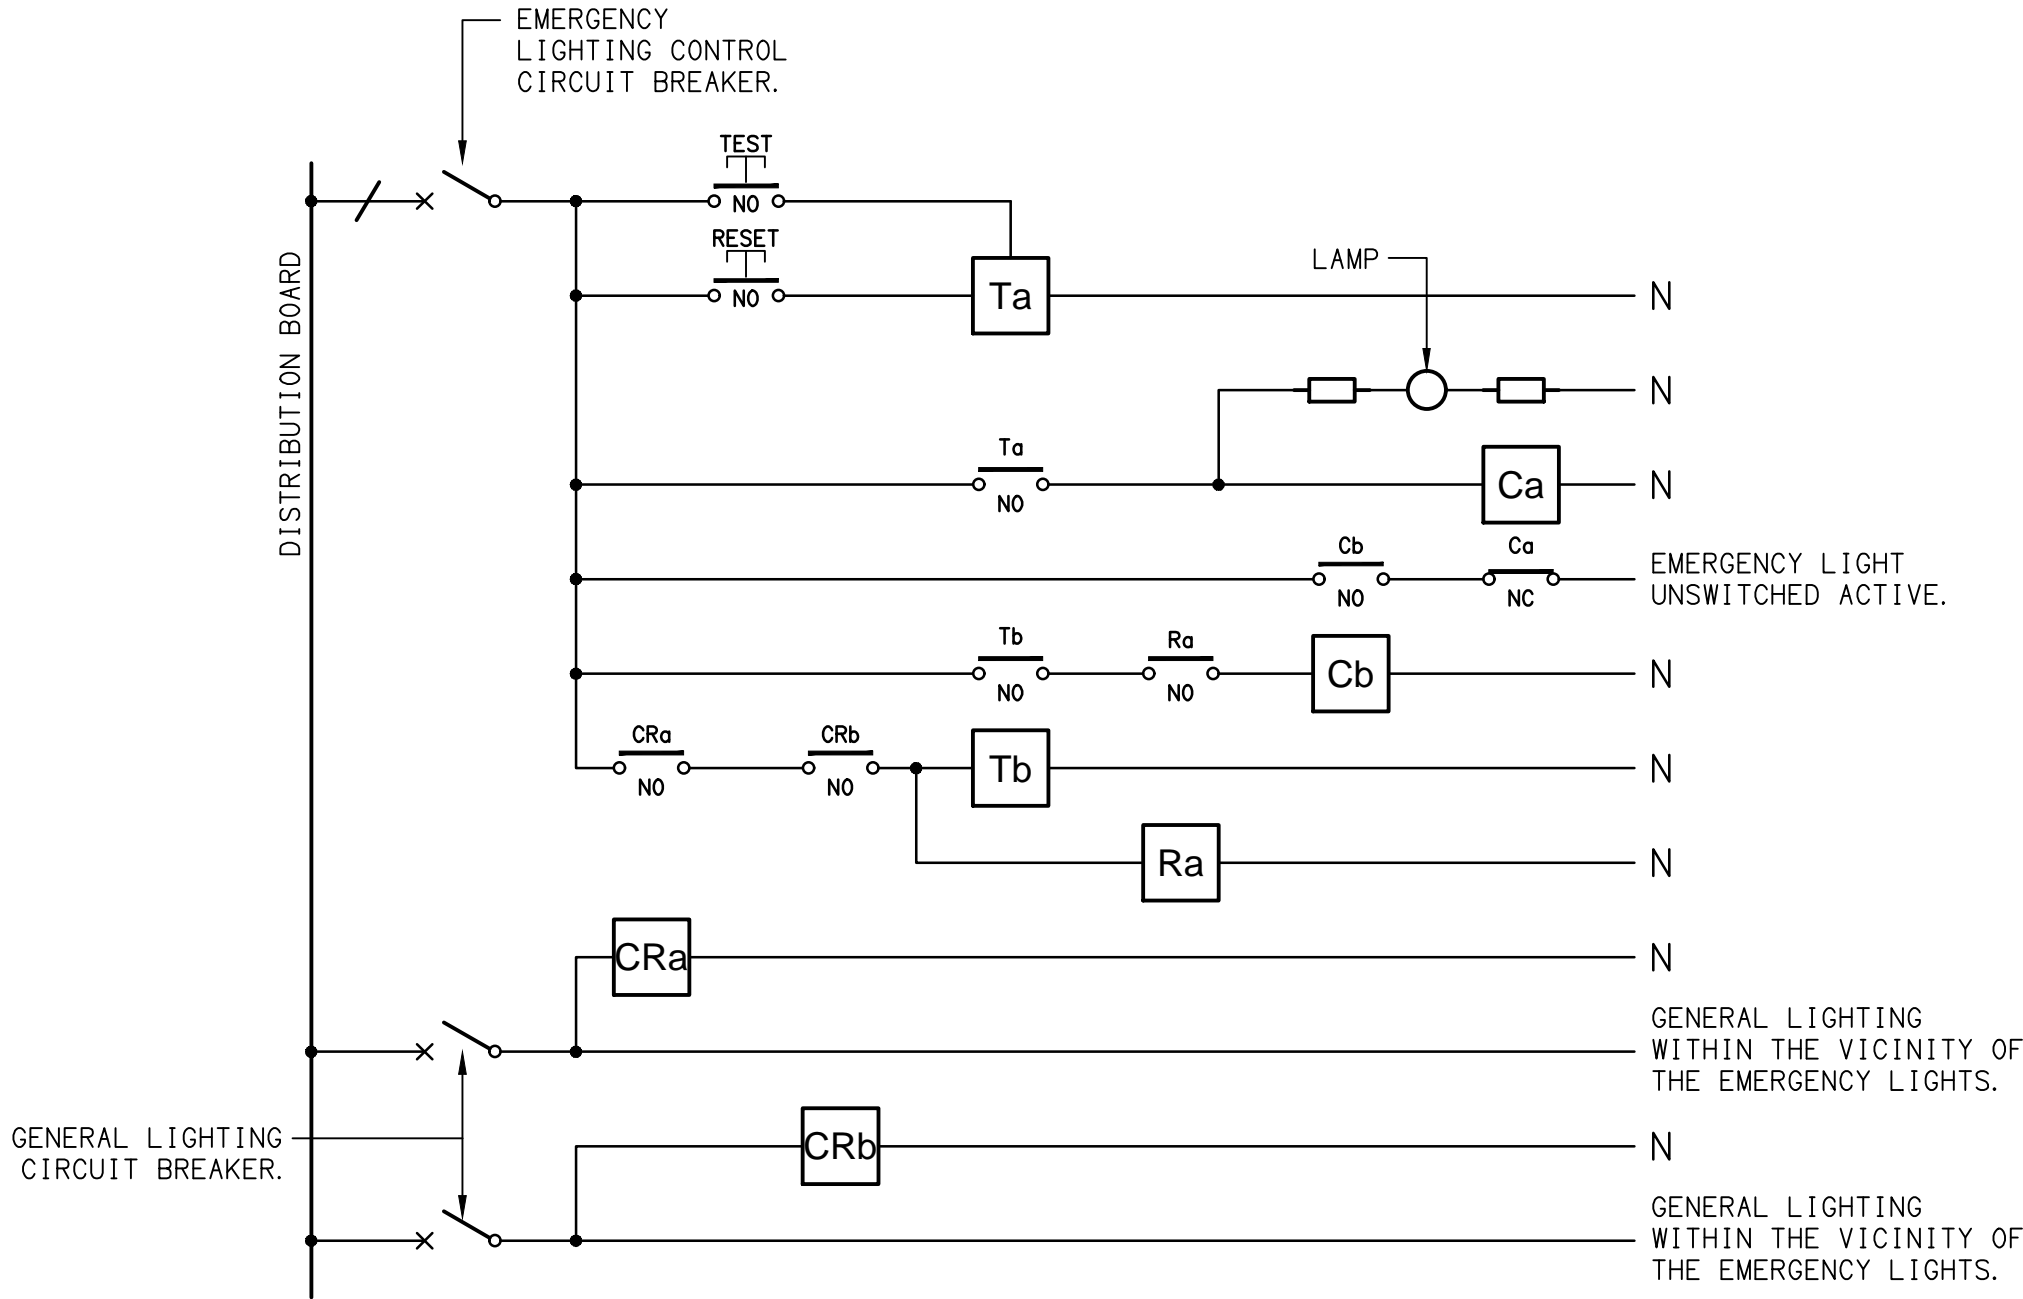 EMERGENCY
LIGHTING CONTROL
CIRCUIT BREAKER.
TEST
NO
RESET
NO
DISTRIBUTION BOARD
Ta
N
LAMP
N
Ta
NO
Ca
N
Cb
NO
Ca
NC
EMERGENCY LIGHT
UNSWITCHED ACTIVE.
Tb
NO
Ra
NO
Cb
N
CRa
NO
CRb
NO
Tb
N
Ra
N
CRa
N
GENERAL LIGHTING
WITHIN THE VICINITY OF
THE EMERGENCY LIGHTS.
GENERAL LIGHTING
CIRCUIT BREAKER.
CRb
N
GENERAL LIGHTING
WITHIN THE VICINITY OF
THE EMERGENCY LIGHTS.